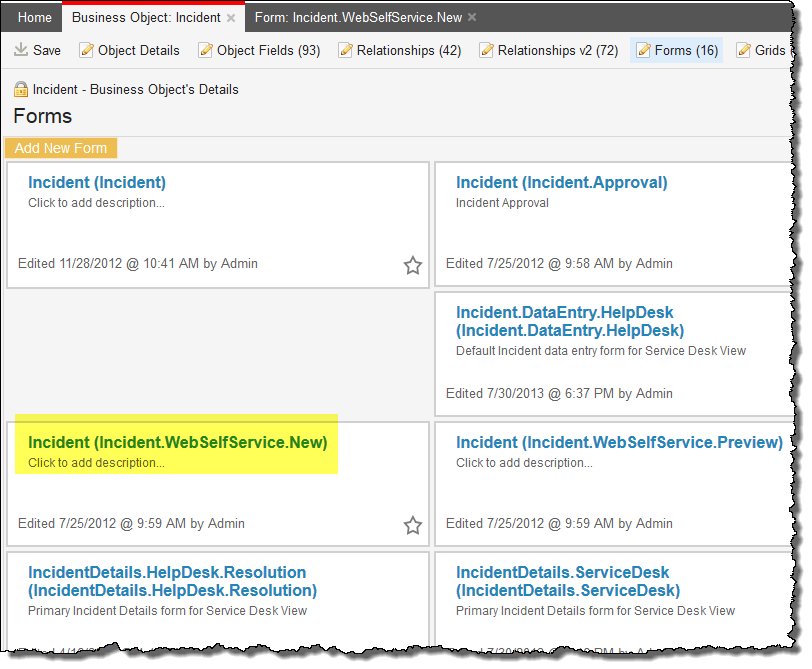 Home Business Object: Incident Form: Incident.WebSelfService.New
Save Object Details Object Fields (93) Relationships (42) Relationships v2 (72) Forms (16) Grids
Incident - Business Object's Details
Forms
Add New Form
Incident (Incident)
Click to add description...
Edited 11/28/2012 @ 10:41 AM by Admin
Incident (Incident.Approval)
Incident Approval
Edited 7/25/2012 @ 9:58 AM by Admin
Incident.DataEntry.HelpDesk
(Incident.DataEntry.HelpDesk)
Default Incident data entry form for Service Desk View
Edited 7/30/2013 @ 6:37 PM by Admin
Incident (Incident.WebSelfService.New)
Click to add description...
Edited 7/25/2012 @ 9:59 AM by Admin
Incident (Incident.WebSelfService.Preview)
Click to add description...
Edited 7/25/2012 @ 9:59 AM by Admin
IncidentDetails.HelpDesk.Resolution
(IncidentDetails.HelpDesk.Resolution)
Primary Incident Details form for Service Desk View
IncidentDetails.ServiceDesk
(IncidentDetails.ServiceDesk)
Primary Incident Details form for Service Desk View